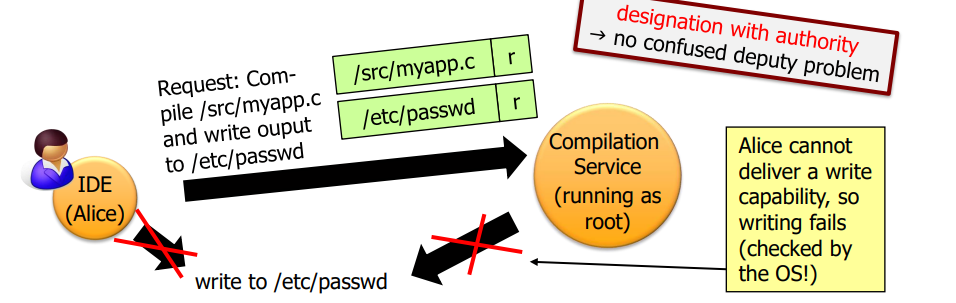 designation with authority
→ no confused deputy problem
Request: Com-
pile /src/myapp.c
and write ouput
to /etc/passwd
/src/myapp.c r
/etc/passwd r
IDE
(Alice)
Compilation
Service
(running as
root)
Alice cannot
deliver a write
capability, so
writing fails
(checked by
the OS!)
write to /etc/passwd